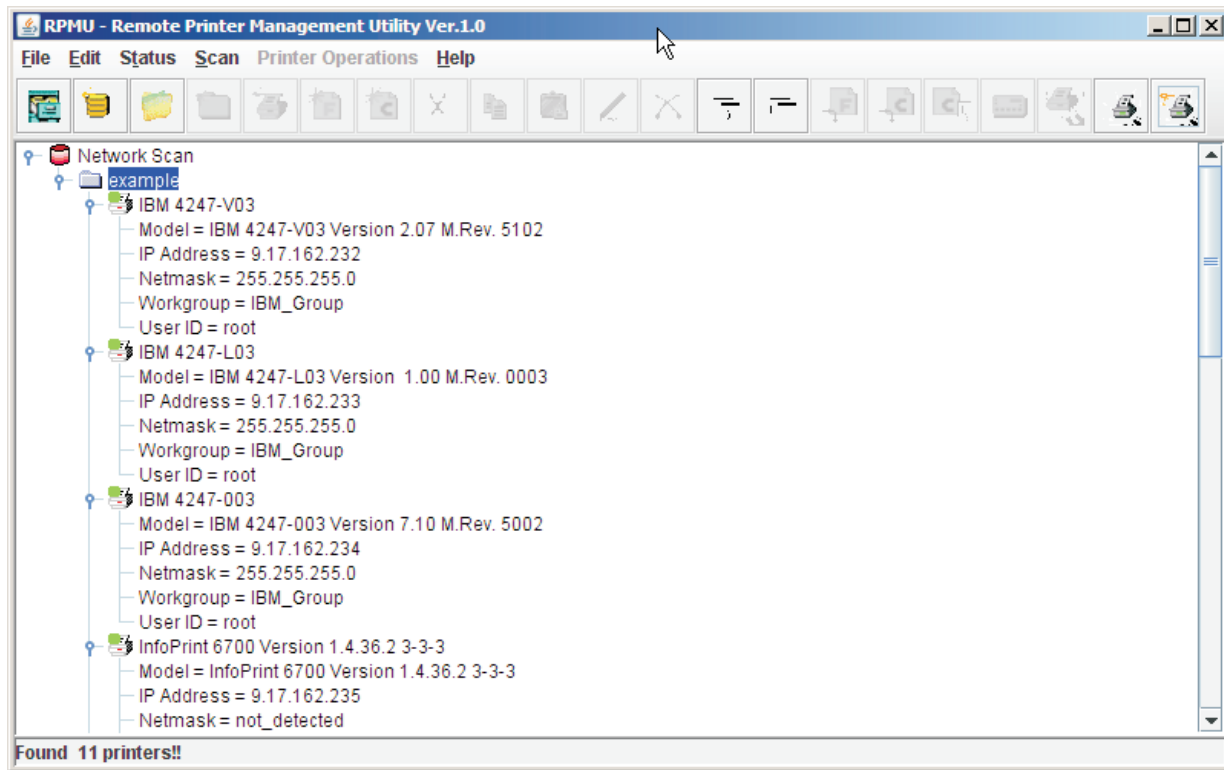 RPMU - Remote Printer Management Utility Ver.1.0
File Edit Status Scan Printer Operations Help
Network Scan
example
IBM 4247-V03
Model = IBM 4247-V03 Version 2.07 M.Rev. 5102
IP Address = 9.17.162.232
Netmask = 255.255.255.0
Workgroup = IBM_Group
User ID = root
IBM 4247-L03
Model = IBM 4247-L03 Version  1.00 M.Rev. 0003
IP Address = 9.17.162.233
Netmask = 255.255.255.0
Workgroup = IBM_Group
User ID = root
IBM 4247-003
Model = IBM 4247-003 Version 7.10 M.Rev. 5002
IP Address = 9.17.162.234
Netmask = 255.255.255.0
Workgroup = IBM_Group
User ID = root
InfoPrint 6700 Version 1.4.36.2 3-3-3
Model = InfoPrint 6700 Version 1.4.36.2 3-3-3
IP Address = 9.17.162.235
Netmask = not_detected
Found  11 printers!!